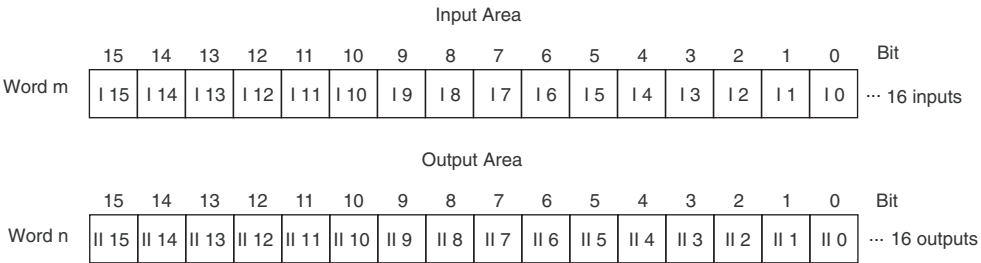 Input Area
15 14 13 12 11 10 9 8 7 6 5 4 3 2 1 0 Bit
Word m I 15 I 14 I 13 I 12 I 11 I 10 I 9 I 8 I 7 I 6 I 5 I 4 I 3 I 2 I 1 I 0 ··· 16 inputs
Output Area
15 14 13 12 11 10 9 8 7 6 5 4 3 2 1 0 Bit
Word n II 15 II 14 II 13 II 12 II 11 II 10 II 9 II 8 II 7 II 6 II 5 II 4 II 3 II 2 II 1 II 0 ··· 16 outputs